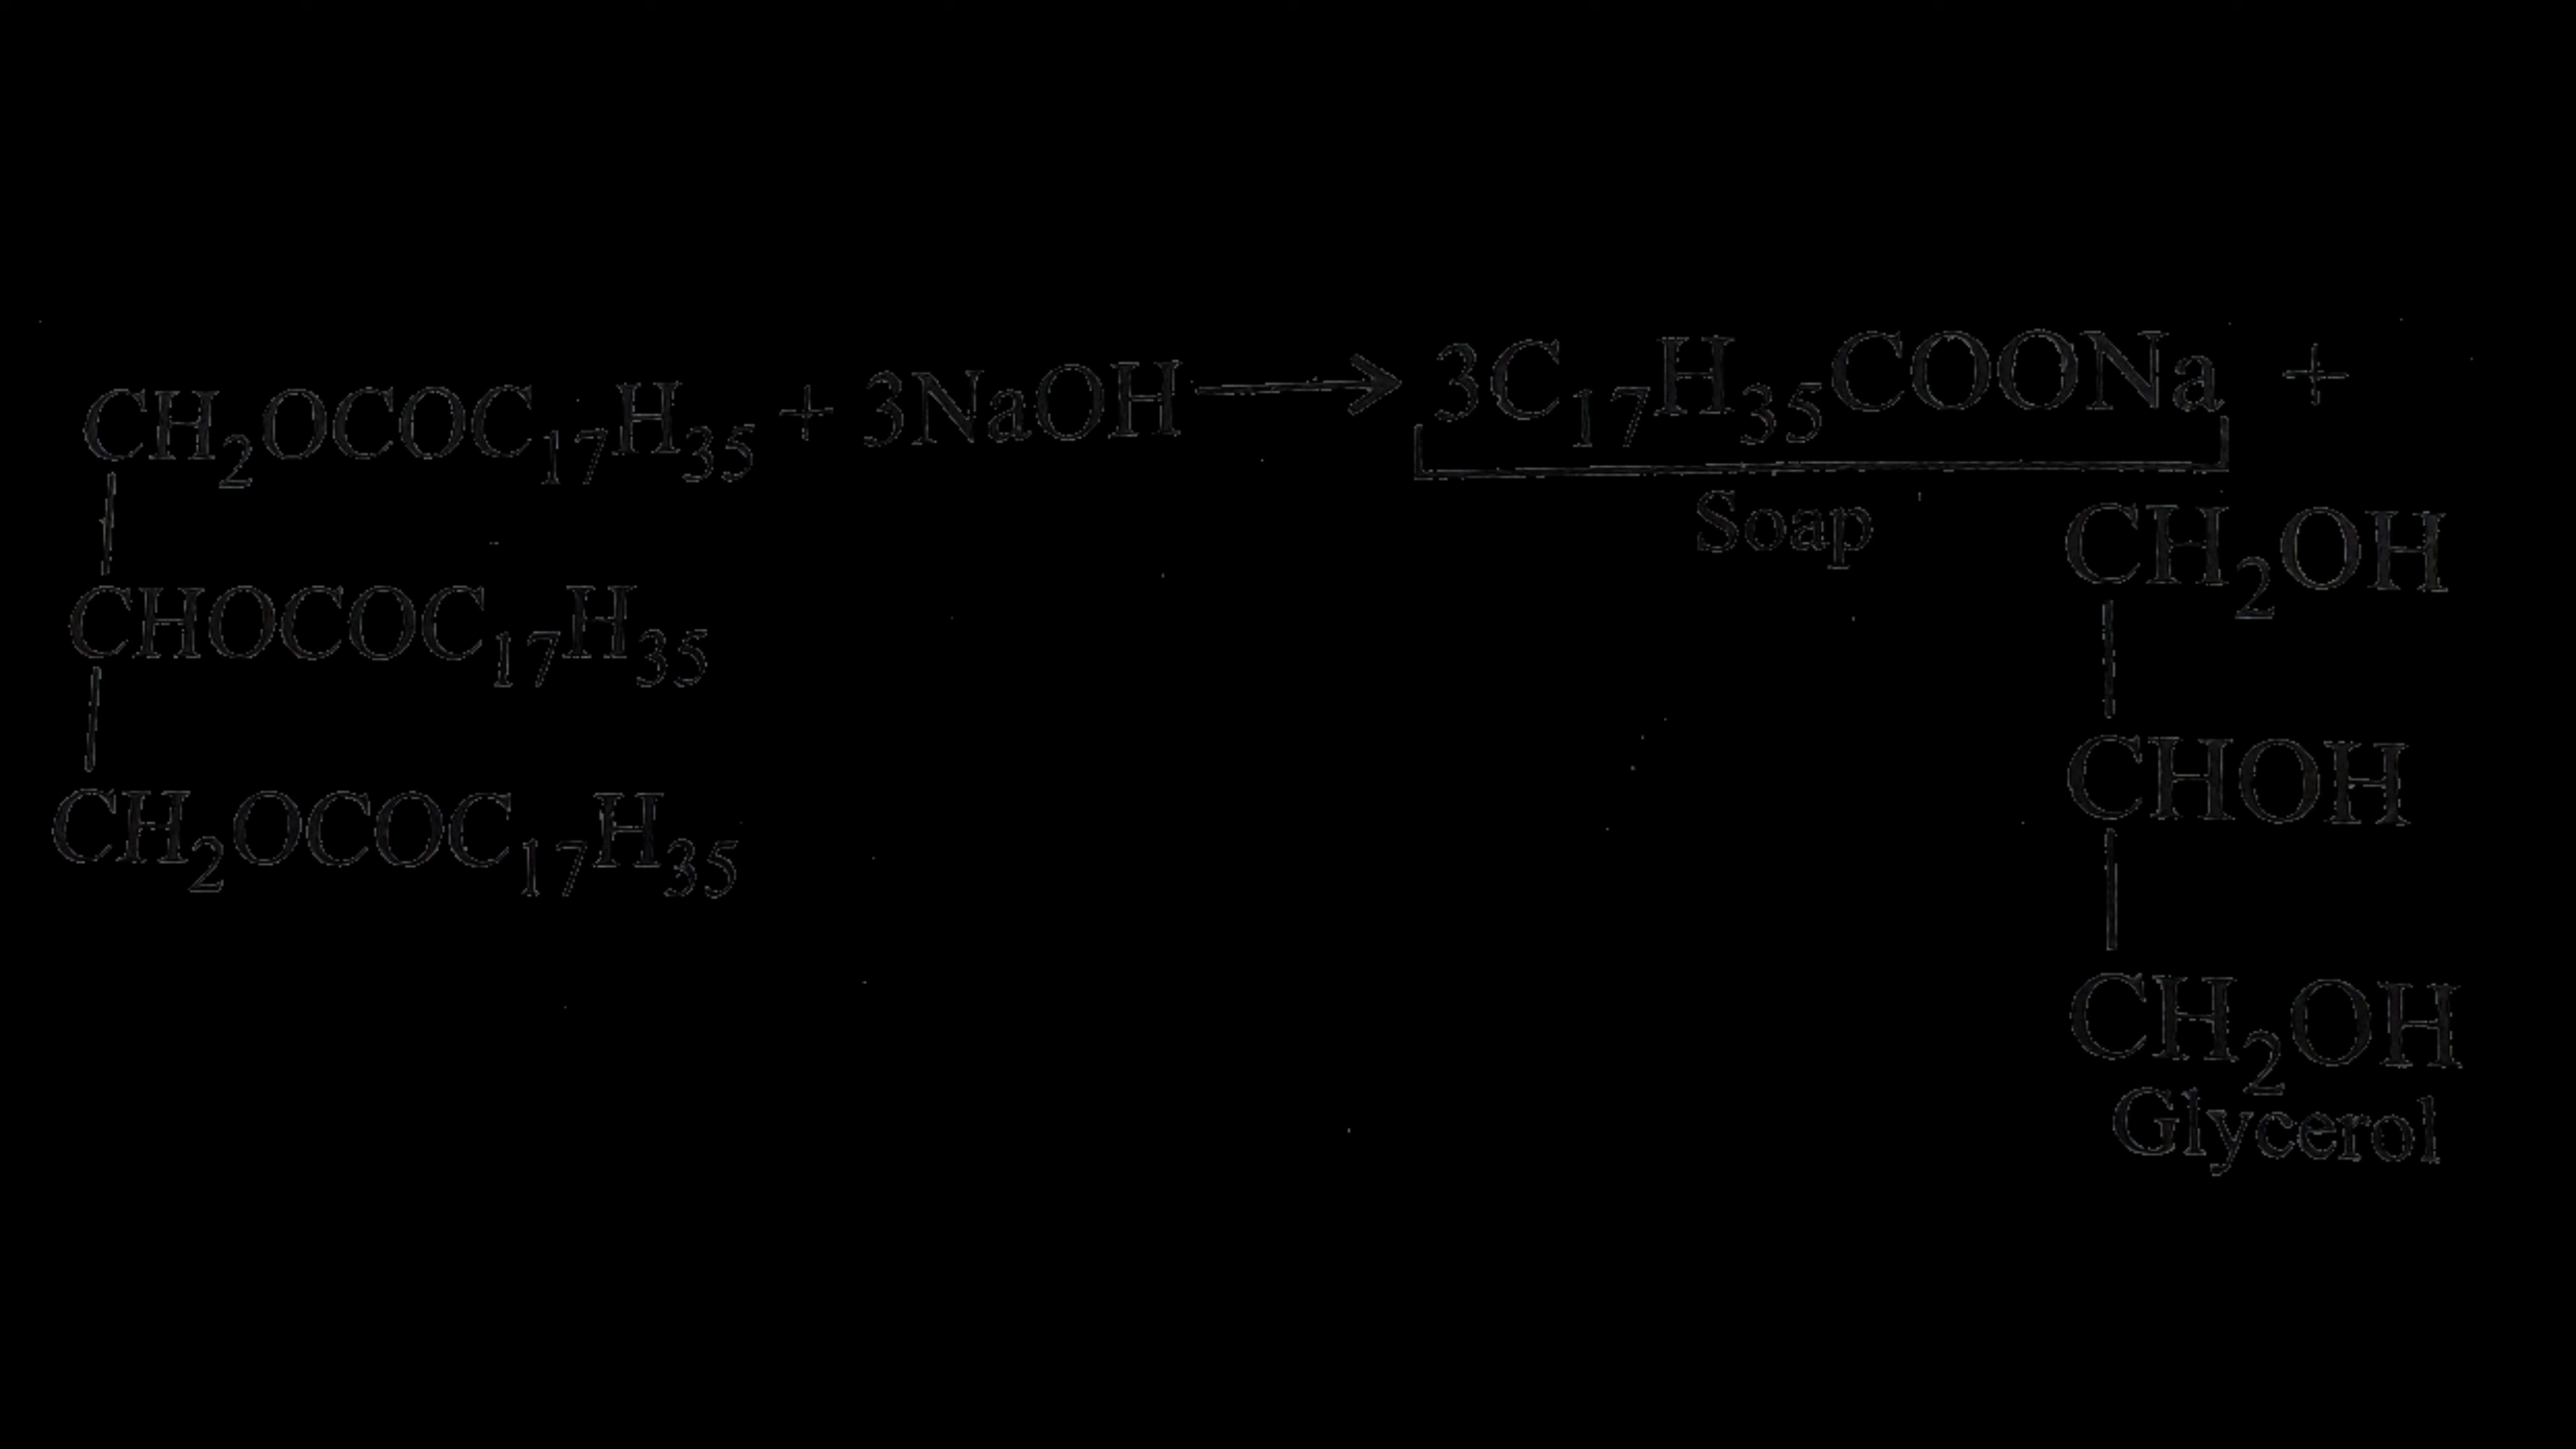 CH₂OCOC₁₇H₃₅ + 3NaOH ⟶ 3C₁₇H₃₅COONa +
Soap
CHOCOC₁₇H₃₅
CH₂OCOC₁₇H₃₅
CH₂OH
CHOH
CH₂OH
Glycerol